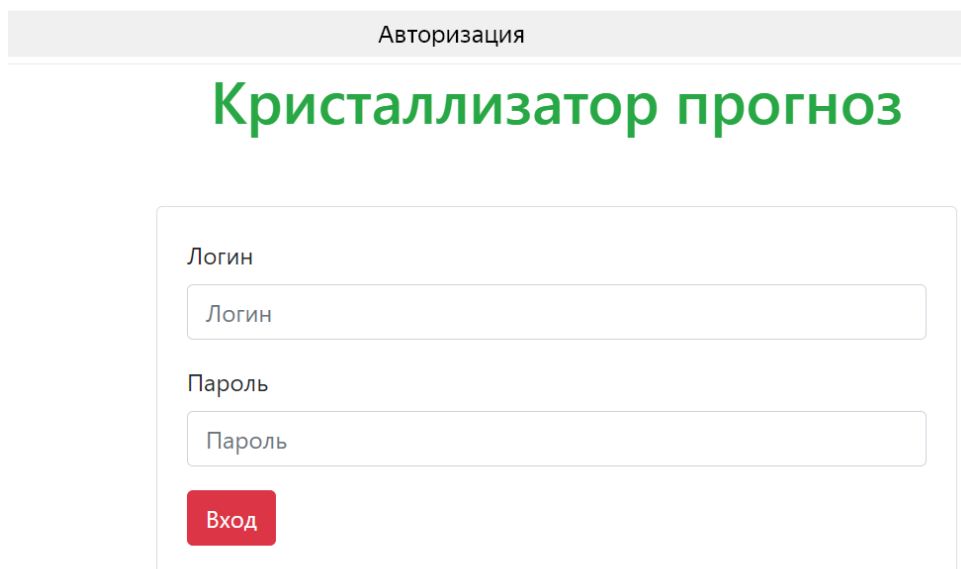 Авторизация
Кристаллизатор прогноз
Логин
Логин
Пароль
Пароль
Вход